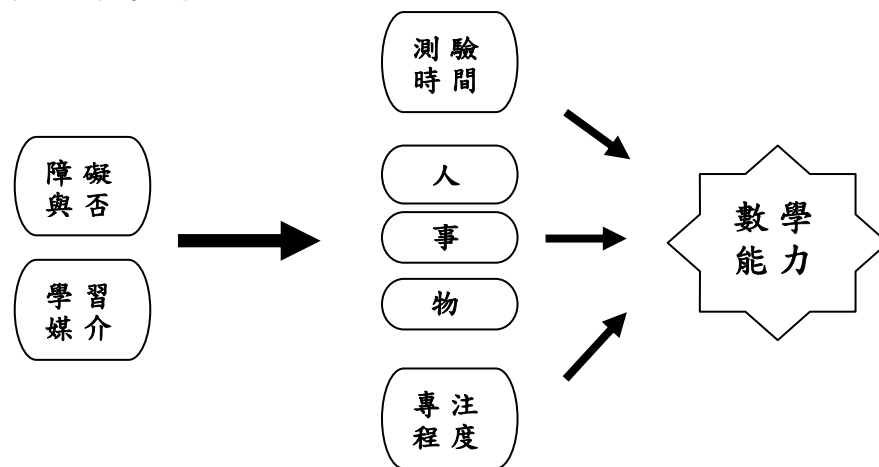 測驗
時間
障礙
與否
學習
媒介
人
事
物
專注
程度
數學
能力